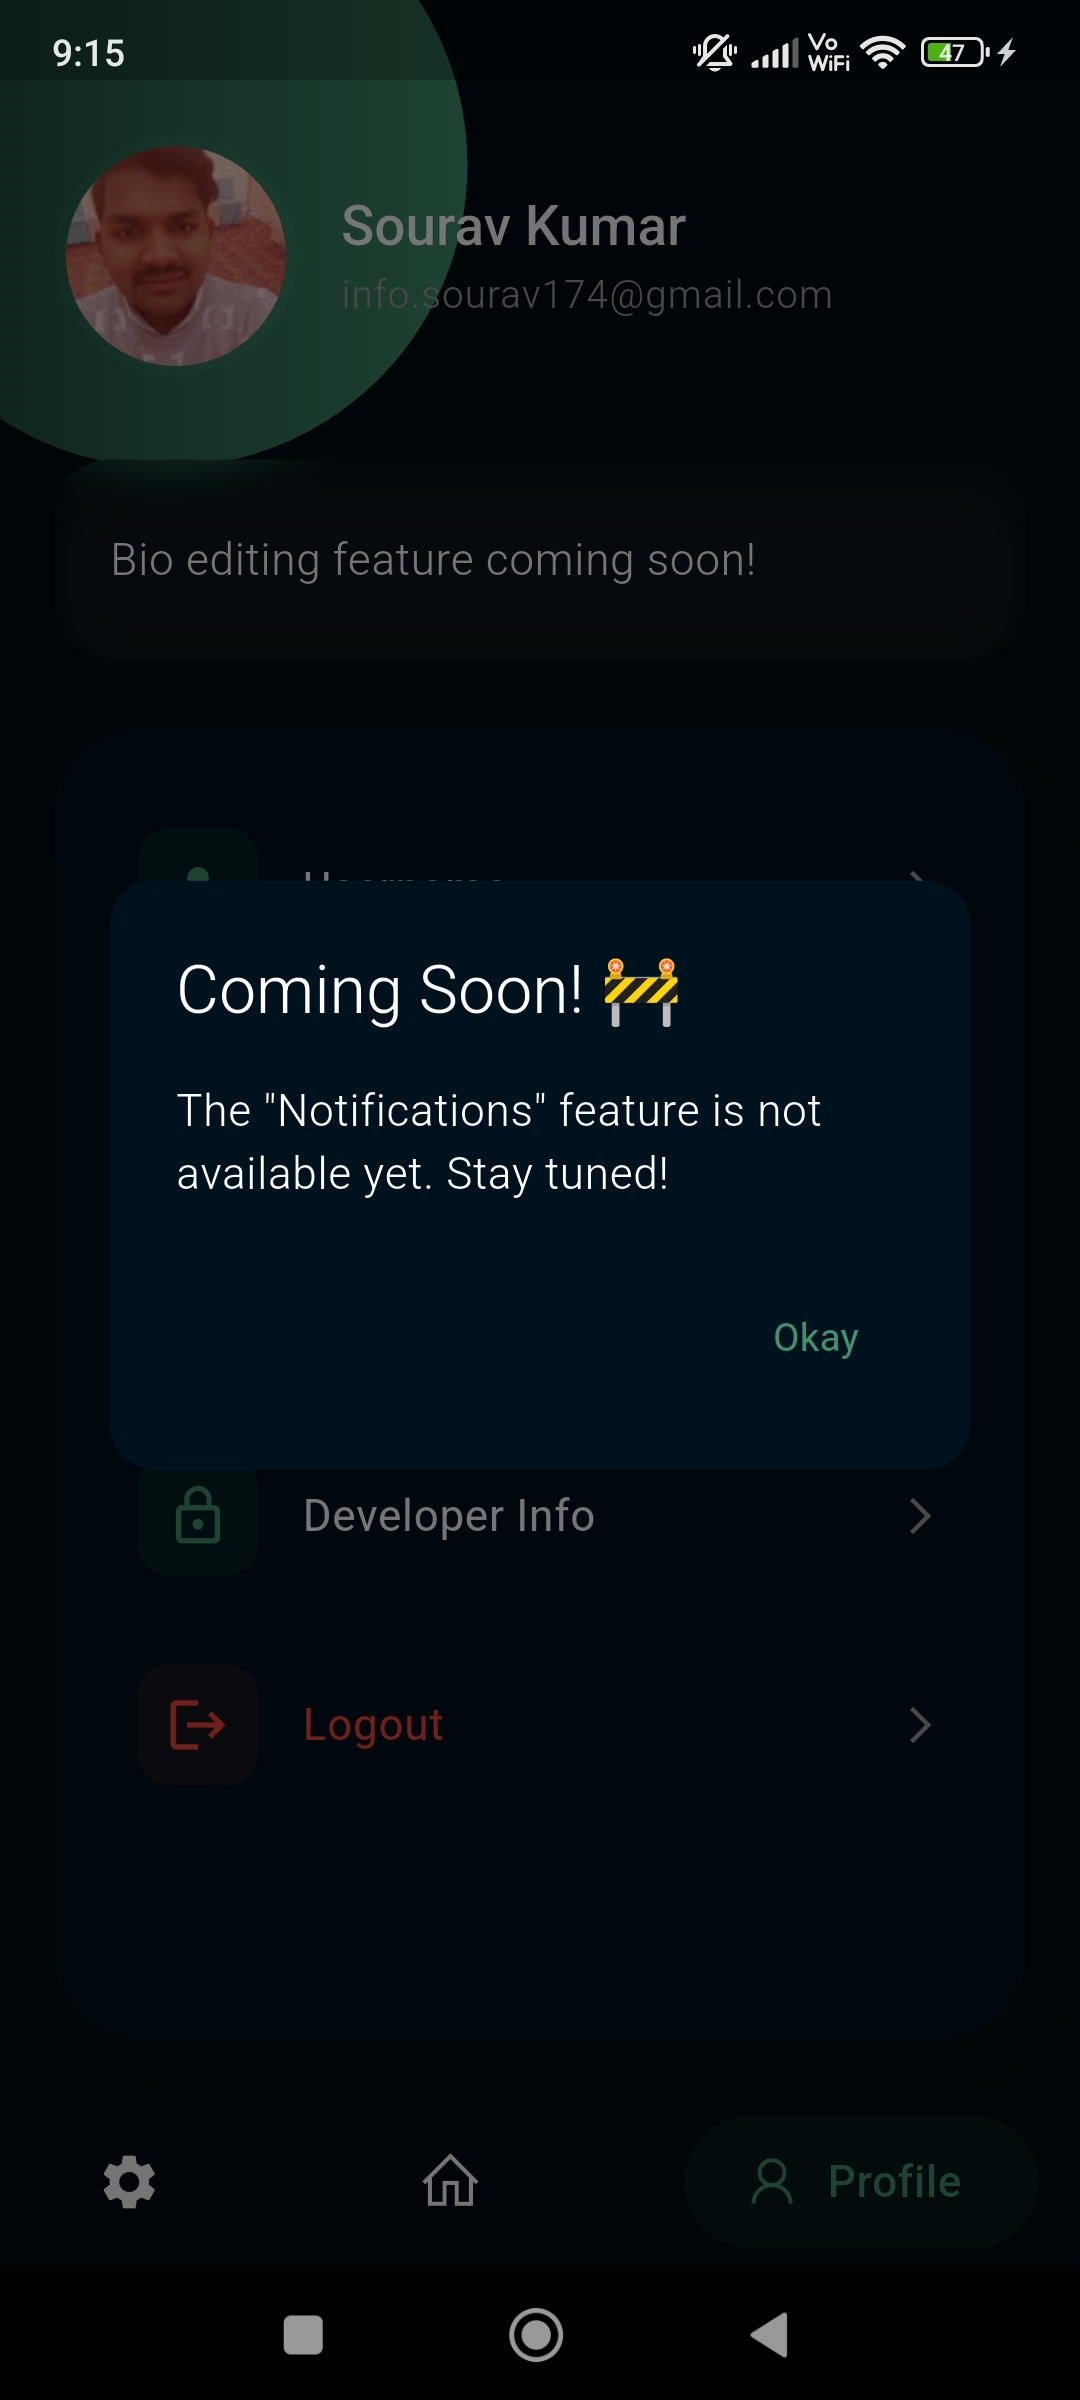 9:15
Vo
WiFi
47
Sourav Kumar
info.sourav174@gmail.com
Bio editing feature coming soon!
Username
Coming Soon! 🚧
The "Notifications" feature is not
available yet. Stay tuned!
Okay
Developer Info
Logout
Profile